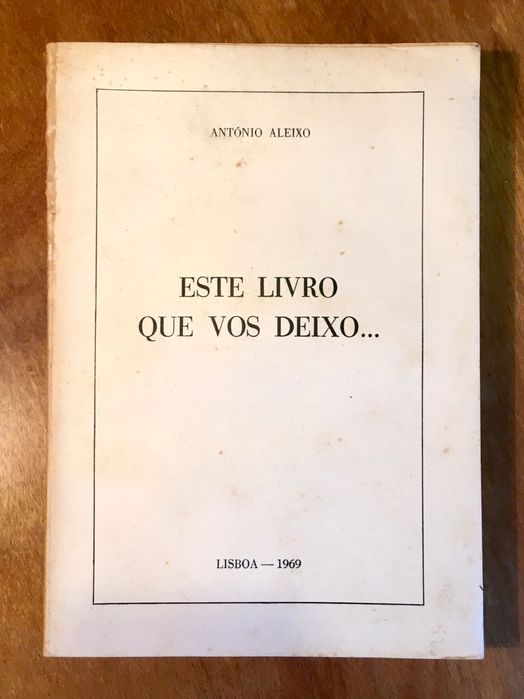 ANTÓNIO ALEIXO
ESTE LIVRO
QUE VOS DEIXO...
LISBOA — 1969